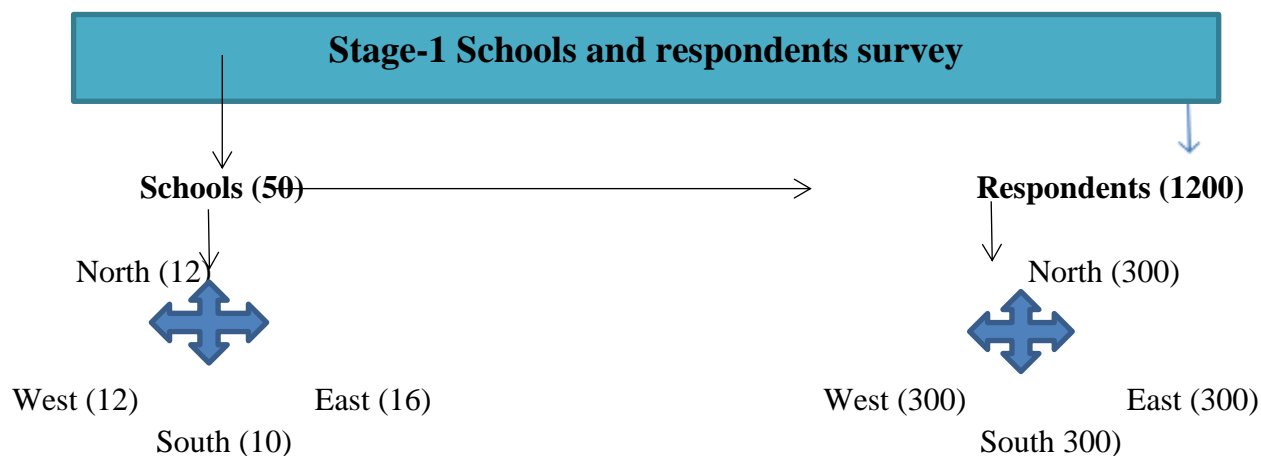 Stage-1 Schools and respondents survey
Schools (50)
Respondents (1200)
North (12)
North (300)
West (12)
East (16)
West (300)
East (300)
South (10)
South 300)